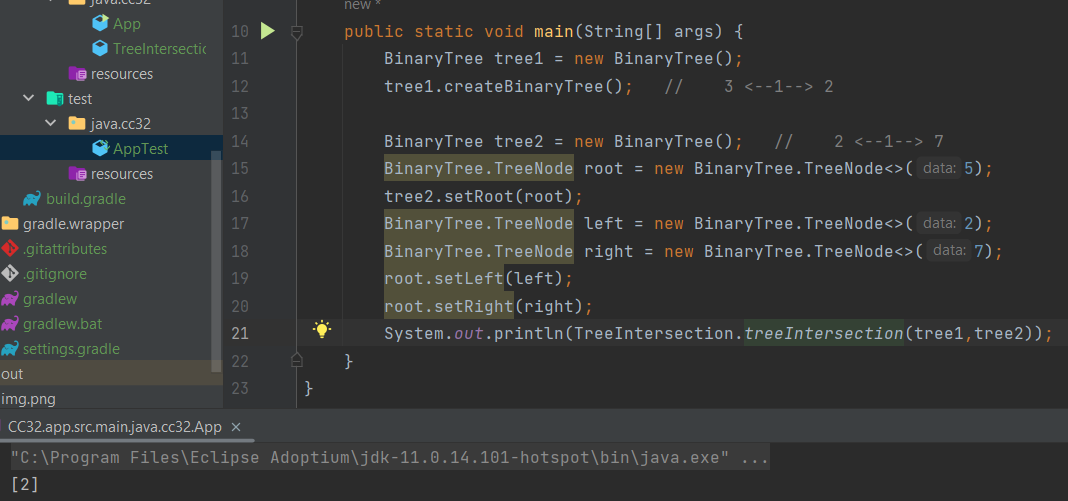 java.cc32
App
TreeIntersectio
resources
test
java.cc32
AppTest
resources
build.gradle
gradle.wrapper
.gitattributes
.gitignore
gradlew
gradlew.bat
settings.gradle
out
img.png
new *
10 public static void main(String[] args) {
11 BinaryTree tree1 = new BinaryTree();
12 tree1.createBinaryTree(); // 3 <--1--> 2
13
14 BinaryTree tree2 = new BinaryTree(); // 2 <--1--> 7
15 BinaryTree.TreeNode root = new BinaryTree.TreeNode<>( data: 5);
16 tree2.setRoot(root);
17 BinaryTree.TreeNode left = new BinaryTree.TreeNode<>( data: 2);
18 BinaryTree.TreeNode right = new BinaryTree.TreeNode<>( data: 7);
19 root.setLeft(left);
20 root.setRight(right);
21 System.out.println(TreeIntersection.treeIntersection(tree1,tree2));
22 }
23 }
CC32.app.src.main.java.cc32.App ×
"C:\Program Files\Eclipse Adoptium\jdk-11.0.14.101-hotspot\bin\java.exe" ...
[2]